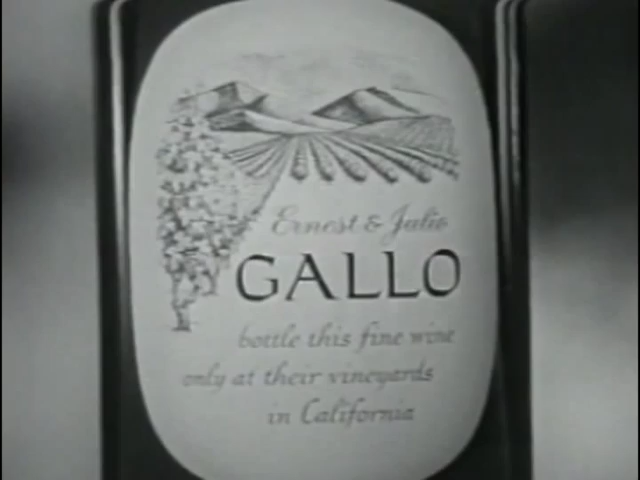 Ernest & Julio
GALLO
bottle this fine wine
only at their vineyards
in California